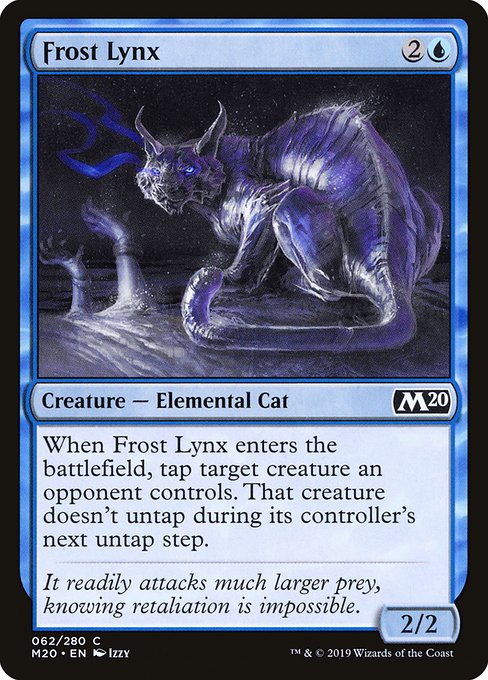 Frost Lynx 2
Creature — Elemental Cat M20
When Frost Lynx enters the
battlefield, tap target creature an
opponent controls. That creature
doesn't untap during its controller's
next untap step.
It readily attacks much larger prey,
knowing retaliation is impossible.
2/2
062/280 C
M20 • EN Izzy
™ & © 2019 Wizards of the Coast